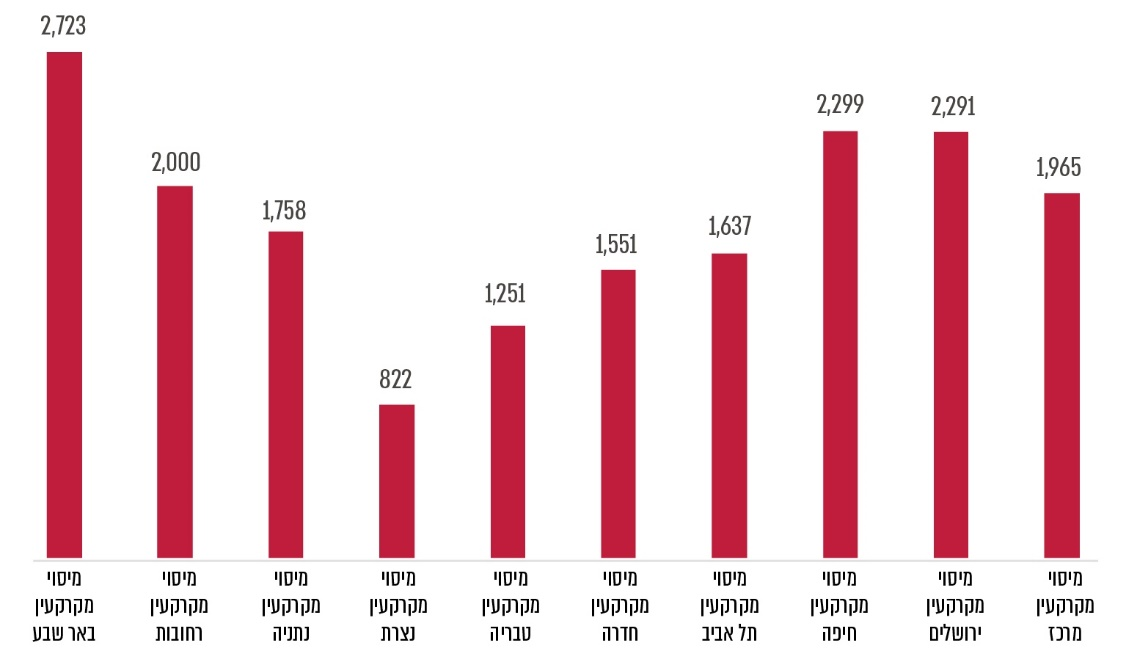 2,723
2,000
1,758
822
1,251
1,551
1,637
2,299
2,291
1,965
מיסוי
מקרקעין
באר שבע
מיסוי
מקרקעין
רחובות
מיסוי
מקרקעין
נתניה
מיסוי
מקרקעין
נצרת
מיסוי
מקרקעין
טבריה
מיסוי
מקרקעין
חדרה
מיסוי
מקרקעין
תל אביב
מיסוי
מקרקעין
חיפה
מיסוי
מקרקעין
ירושלים
מיסוי
מקרקעין
מרכז